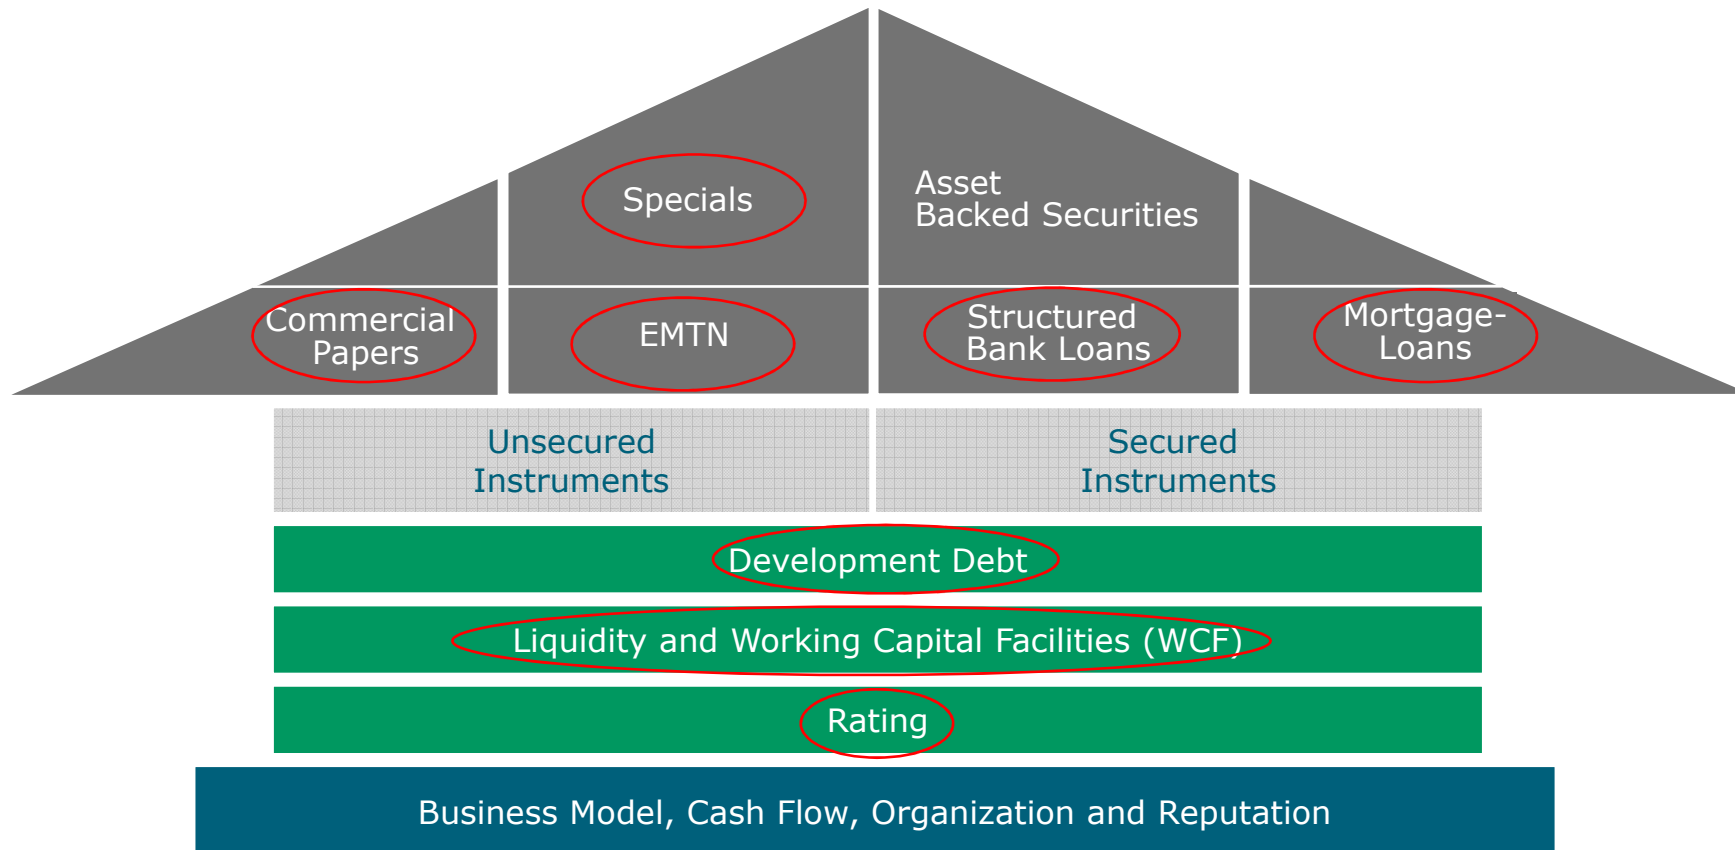 Specials
Asset
Backed Securities
Commercial
Papers
EMTN
Structured
Bank Loans
Mortgage-
Loans
Unsecured
Instruments
Secured
Instruments
Development Debt
Liquidity and Working Capital Facilities (WCF)
Rating
Business Model, Cash Flow, Organization and Reputation